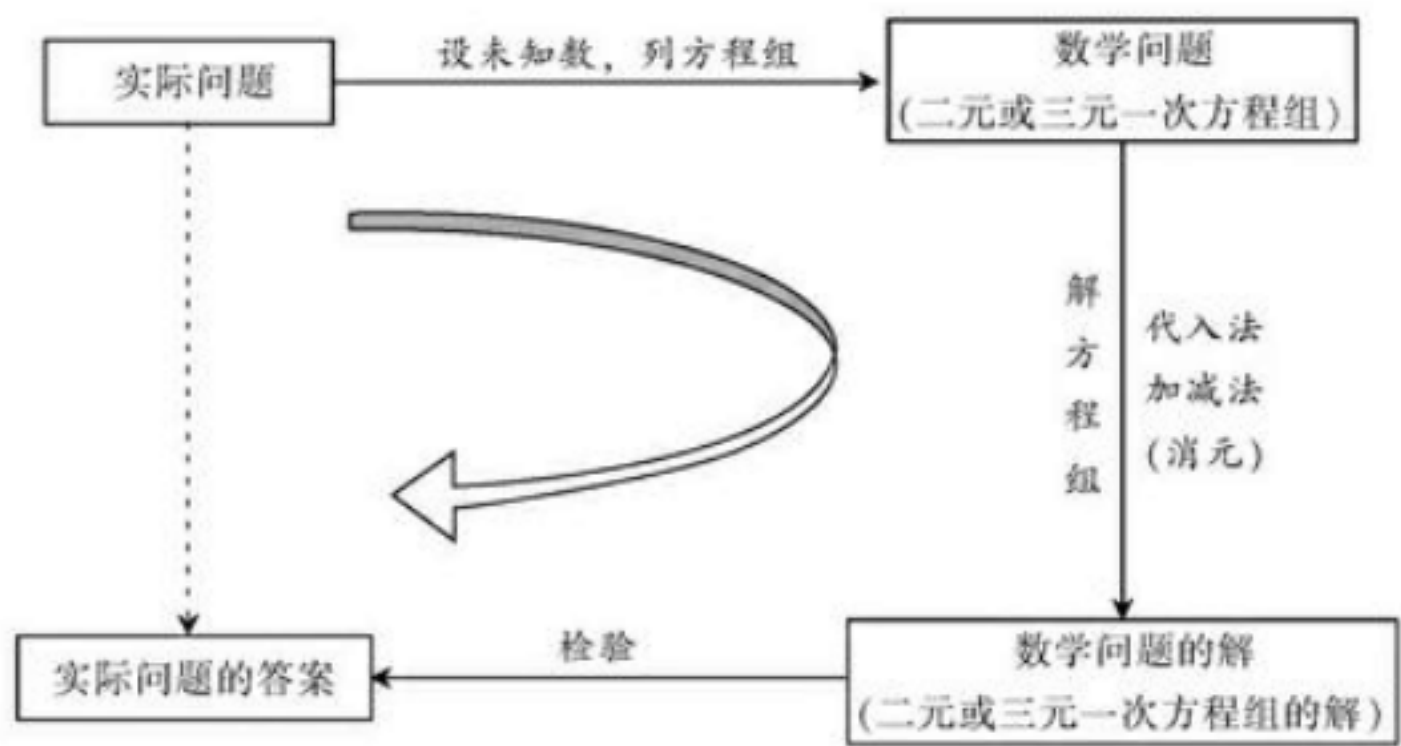 实际问题
设未知数，列方程组
数学问题
(二元或三元一次方程组)
解方程组
代入法
加减法
(消元)
实际问题的答案
检验
数学问题的解
(二元或三元一次方程组的解)